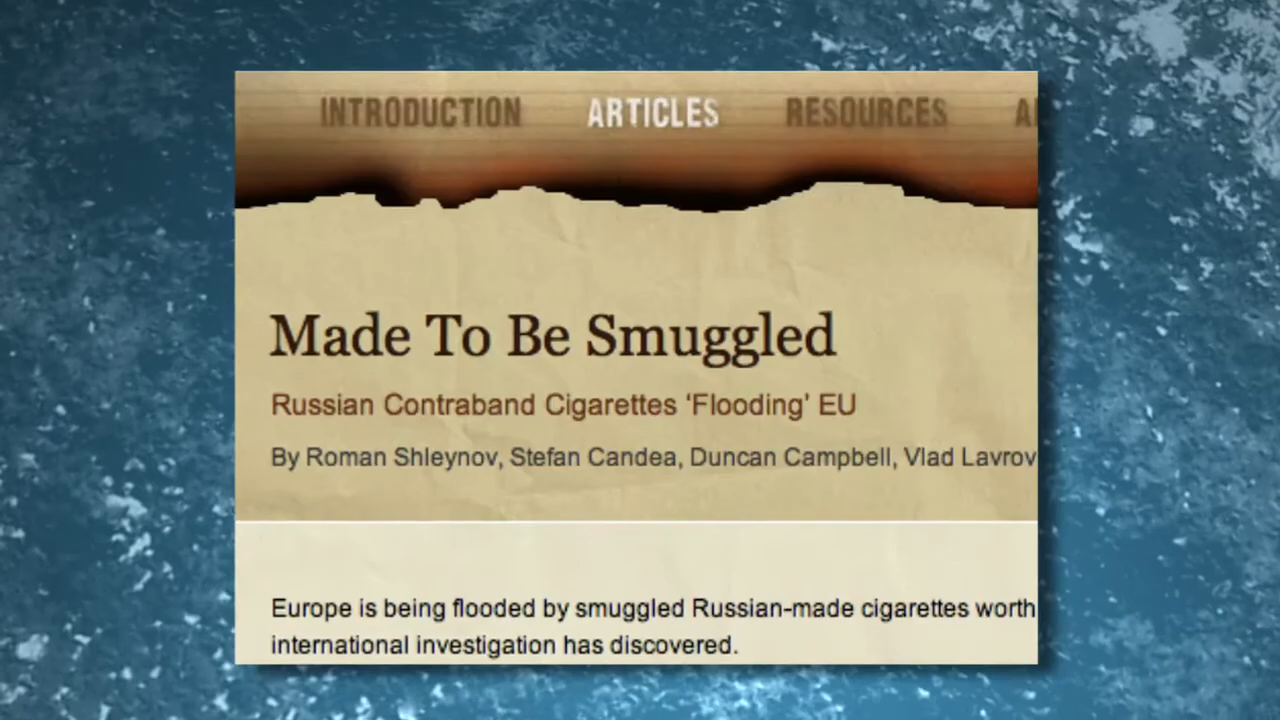 INTRODUCTION ARTICLES RESOURCES
Made To Be Smuggled
Russian Contraband Cigarettes 'Flooding' EU
By Roman Shleynov, Stefan Candea, Duncan Campbell, Vlad Lavrov
Europe is being flooded by smuggled Russian-made cigarettes worth
international investigation has discovered.